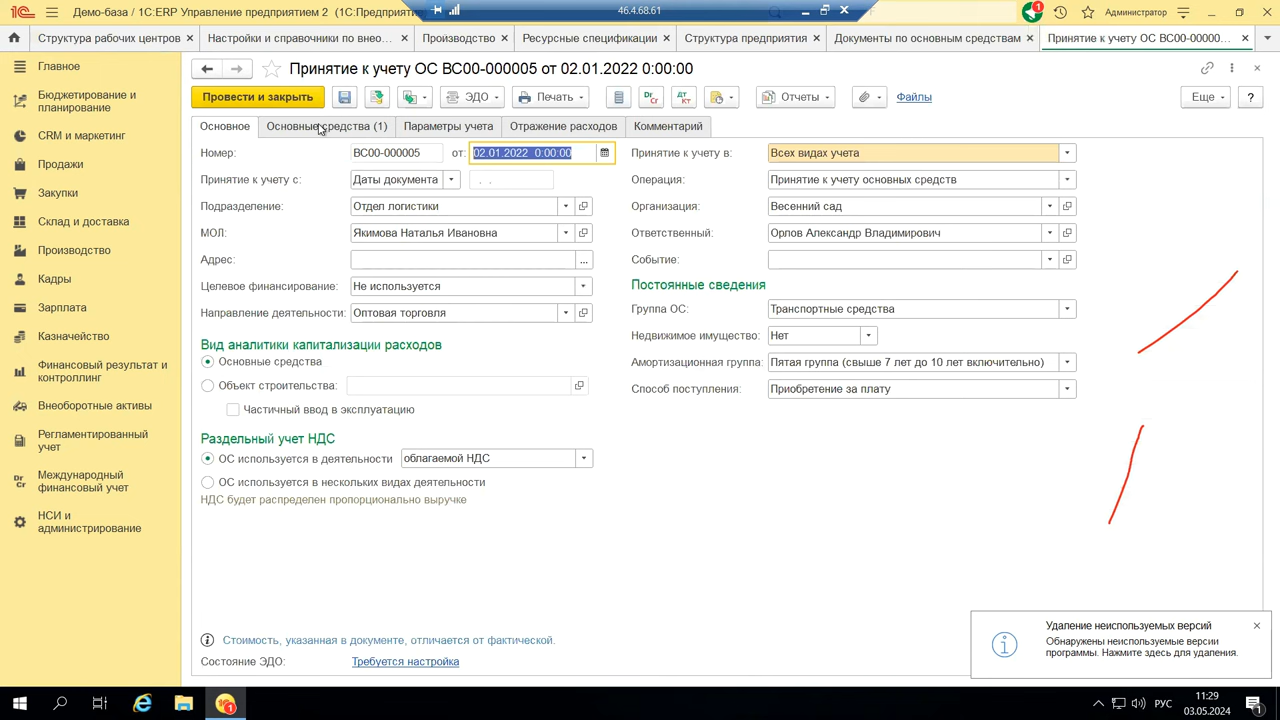 Демо-база / 1C:ERP Управление предприятием 2 (1С:Предприятие
46.4.68.61
Администратор
Структура рабочих центров
Настройки и справочники по внео...
Производство
Ресурсные спецификации
Структура предприятия
Документы по основным средствам
Принятие к учету ОС ВС00-00000...
Главное
Бюджетирование и
планирование
CRM и маркетинг
Продажи
Закупки
Склад и доставка
Производство
Кадры
Зарплата
Казначейство
Финансовый результат и
контроллинг
Внеоборотные активы
Регламентированный
учет
Международный
финансовый учет
НСИ и
администрирование
Принятие к учету ОС ВС00-000005 от 02.01.2022 0:00:00
Провести и закрыть
ЭДО
Печать
Отчеты
Файлы
Еще
?
Основное
Основные средства (1)
Параметры учета
Отражение расходов
Комментарий
Номер: ВС00-000005 от: 02.01.2022 0:00:00
Принятие к учету с: Даты документа . .
Подразделение: Отдел логистики
МОЛ: Якимова Наталья Ивановна
Адрес:
Целевое финансирование: Не используется
Направление деятельности: Оптовая торговля
Вид аналитики капитализации расходов
Основные средства
Объект строительства:
Частичный ввод в эксплуатацию
Раздельный учет НДС
ОС используется в деятельности облагаемой НДС
ОС используется в нескольких видах деятельности
НДС будет распределен пропорционально выручке
Принятие к учету в: Всех видах учета
Операция: Принятие к учету основных средств
Организация: Весенний сад
Ответственный: Орлов Александр Владимирович
Событие:
Постоянные сведения
Группа ОС: Транспортные средства
Недвижимое имущество: Нет
Амортизационная группа: Пятая группа (свыше 7 лет до 10 лет включительно)
Способ поступления: Приобретение за плату
Стоимость, указанная в документе, отличается от фактической.
Состояние ЭДО: Требуется настройка
Удаление неиспользуемых версий
Обнаружены неиспользуемые версии
программы. Нажмите здесь для удаления.
РУС
11:29
03.05.2024